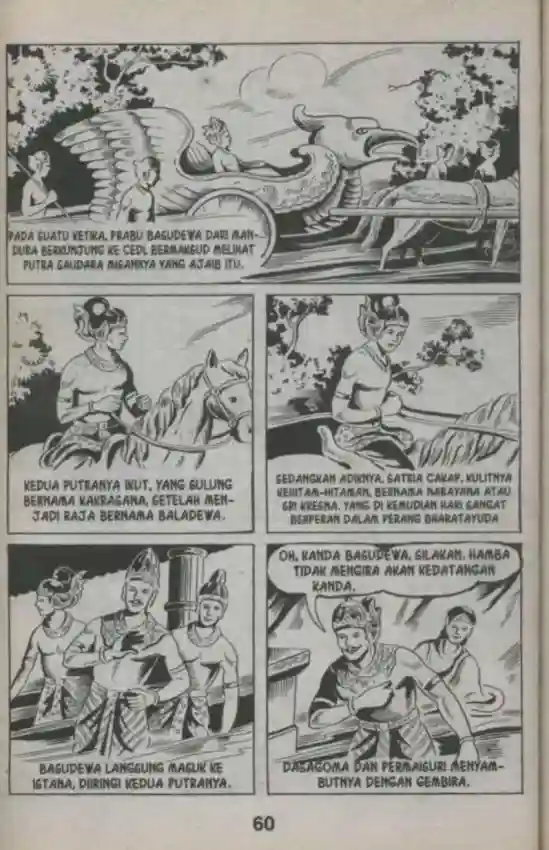 PADA SUATU KETIKA, PRABU BASUDEWA DARI MAN-
DURA BERKUNJUNG KE CEDI, BERMAKSUD MELIHAT
PUTRA SAUDARA MISANNYA YANG AJAIB ITU.
KEDUA PUTRANYA IKUT, YANG SULUNG
BERNAMA KAKRASANA, SETELAH MEN-
JADI RAJA BERNAMA BALADEWA.
SEDANGKAN ADIKNYA, SATRIA CAKAP, KULITNYA
KEHITAM-HITAMAN, BERNAMA NARAYANA ATAU
SRI KRESNA. YANG DI KEMUDIAN HARI SANGAT
BERPERAN DALAM PERANG BHARATAYUDA
BASUDEWA LANGSUNG MASUK KE
ISTANA, DIIRINGI KEDUA PUTRANYA.
OH, KANDA BASUDEWA, SILAKAN. HAMBA
TIDAK MENGIRA AKAN KEDATANGAN
KANDA.
DASAGOMA DAN PERMAISURI MENYAM-
BUTNYA DENGAN GEMBIRA.
60